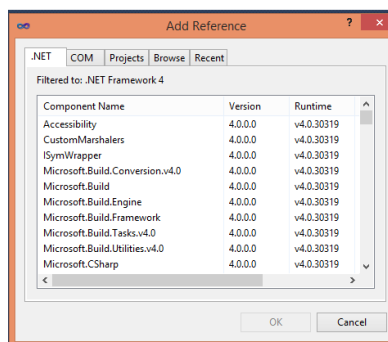 Add Reference
? x
.NET COM Projects Browse Recent
Filtered to: .NET Framework 4
Component Name Version Runtime
Accessibility 4.0.0.0 v4.0.30319
CustomMarshalers 4.0.0.0 v4.0.30319
ISymWrapper 4.0.0.0 v4.0.30319
Microsoft.Build.Conversion.v4.0 4.0.0.0 v4.0.30319
Microsoft.Build 4.0.0.0 v4.0.30319
Microsoft.Build.Engine 4.0.0.0 v4.0.30319
Microsoft.Build.Framework 4.0.0.0 v4.0.30319
Microsoft.Build.Tasks.v4.0 4.0.0.0 v4.0.30319
Microsoft.Build.Utilities.v4.0 4.0.0.0 v4.0.30319
Microsoft.CSharp 4.0.0.0 v4.0.30319
OK Cancel